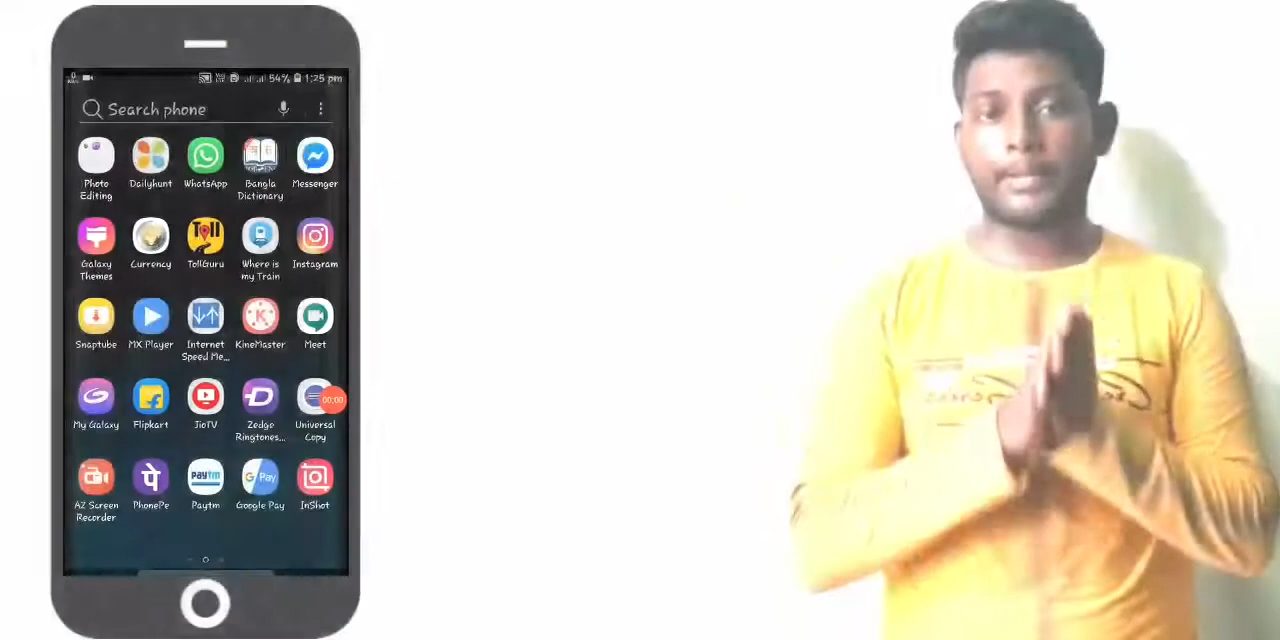 54% 1:25 pm
Search phone
Photo Editing
Dailyhunt
WhatsApp
Bangla Dictionary
Messenger
Galaxy Themes
Currency
Toll
TollGuru
Where is my Train
Instagram
Snaptube
MX Player
Internet Speed Me...
KineMaster
Meet
My Galaxy
Flipkart
JioTV
Zedge Ringtones...
Universal Copy
00:00
AZ Screen Recorder
PhonePe
Paytm
Paytm
G Pay
Google Pay
InShot